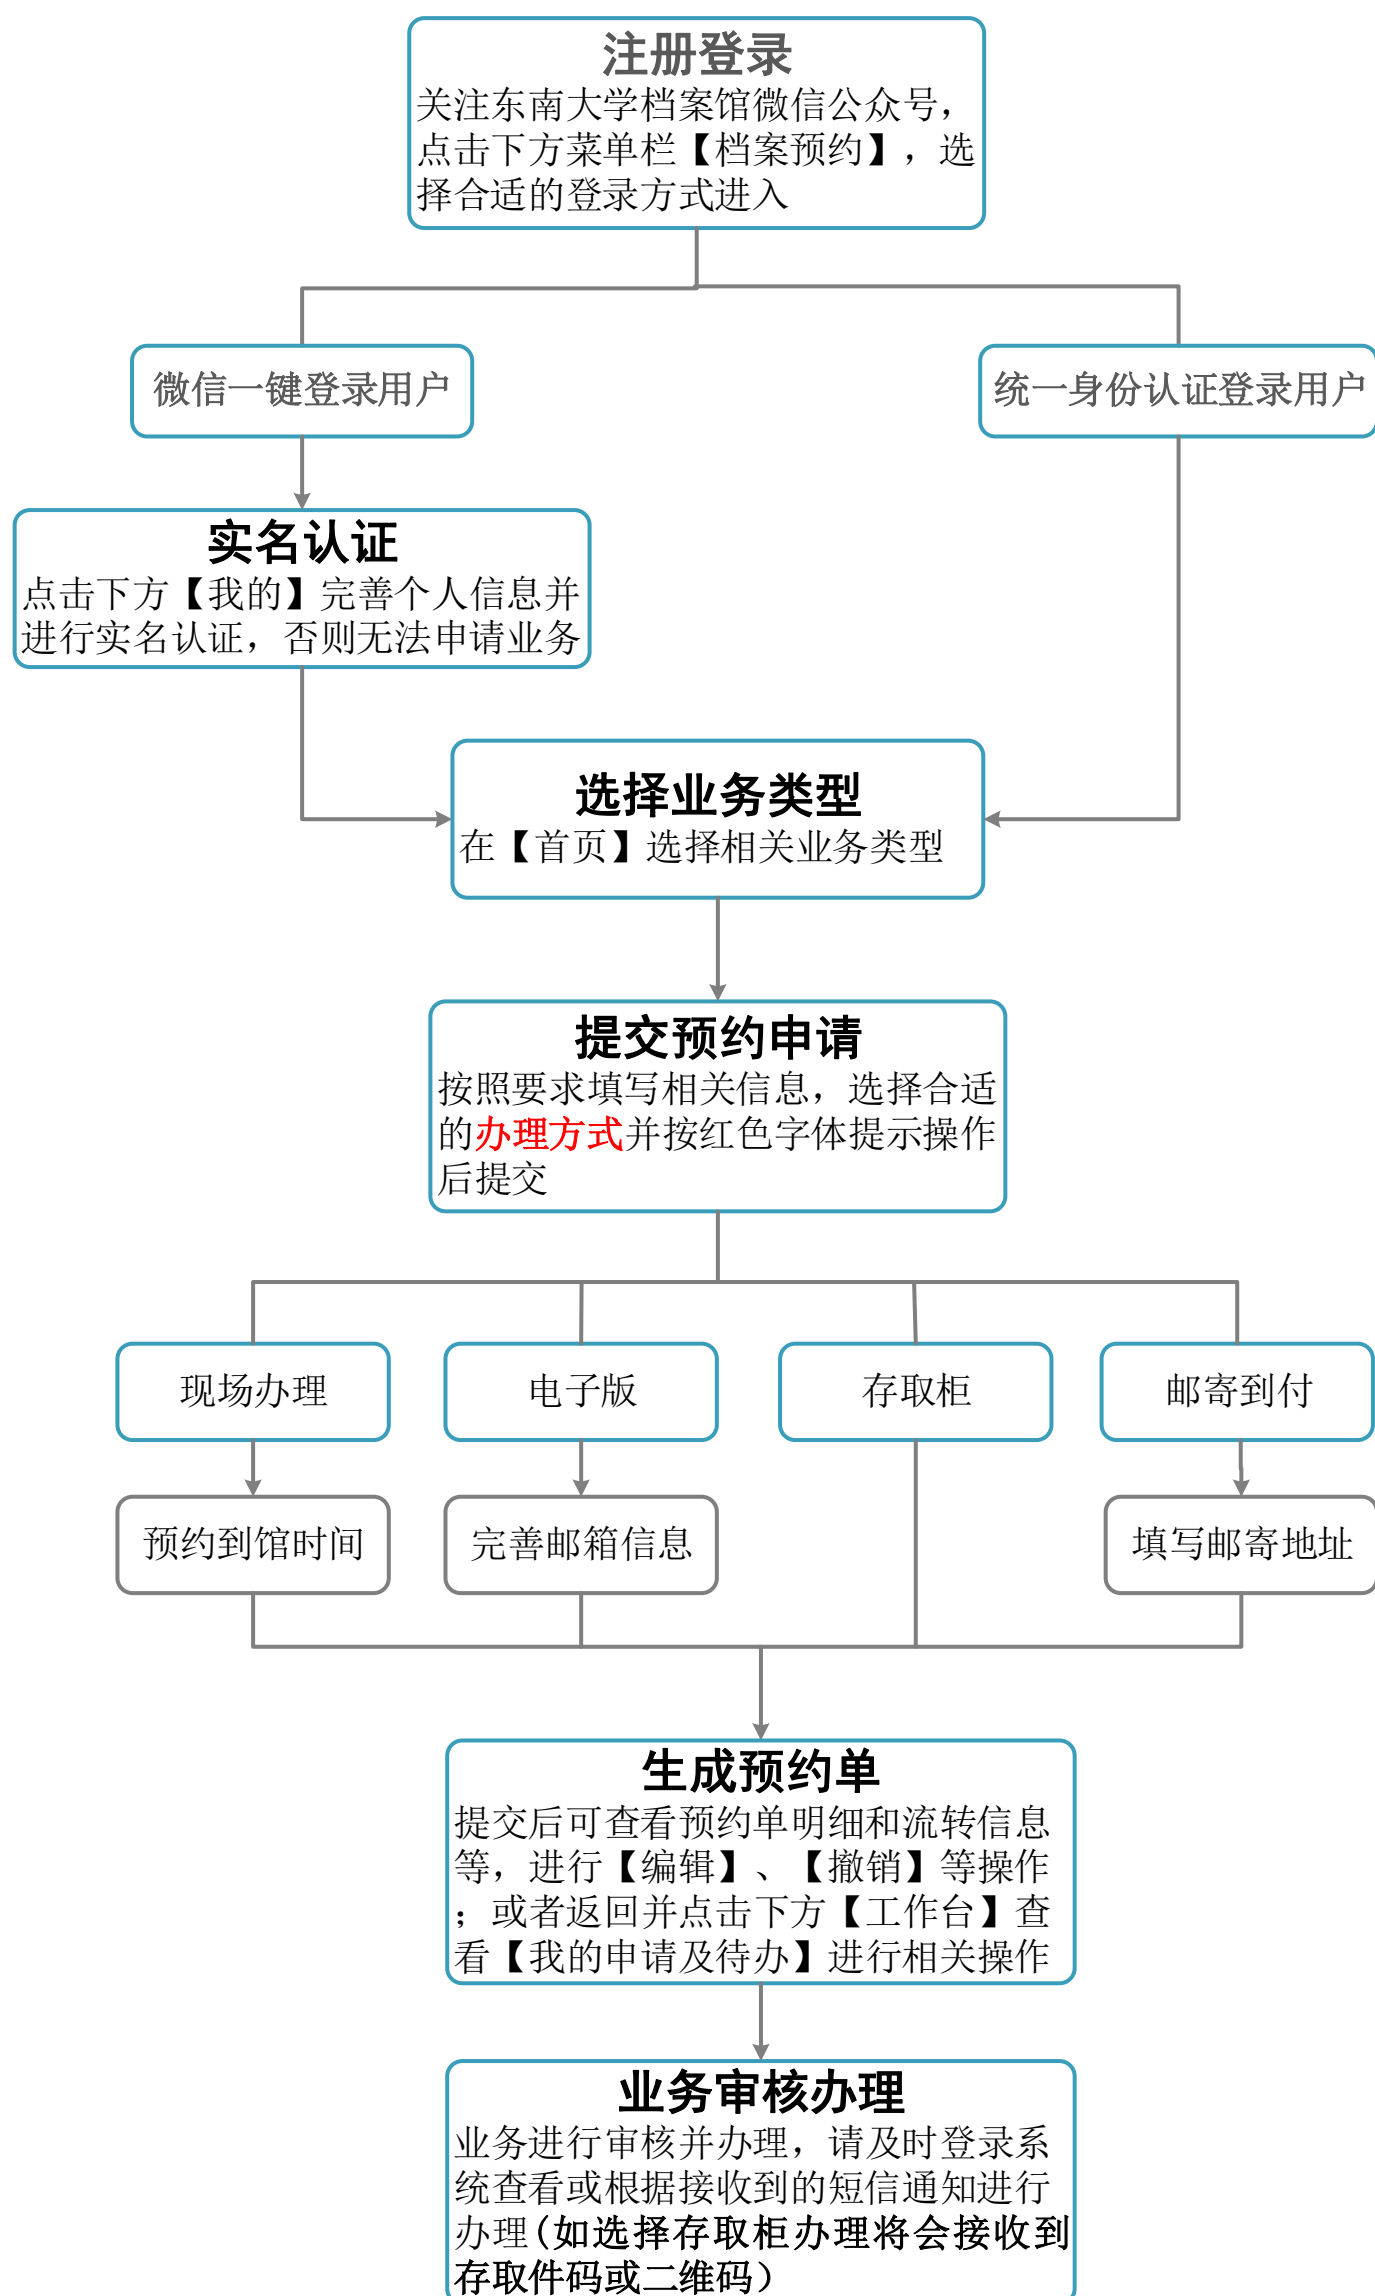 注册登录
关注东南大学档案馆微信公众号，
点击下方菜单栏【档案预约】，选
择合适的登录方式进入
微信一键登录用户
统一身份认证登录用户
实名认证
点击下方【我的】完善个人信息并
进行实名认证，否则无法申请业务
选择业务类型
在【首页】选择相关业务类型
提交预约申请
按照要求填写相关信息，选择合适
的办理方式并按红色字体提示操作
后提交
现场办理
电子版
存取柜
邮寄到付
预约到馆时间
完善邮箱信息
填写邮寄地址
生成预约单
提交后可查看预约单明细和流转信息
等，进行【编辑】、【撤销】等操作
；或者返回并点击下方【工作台】查
看【我的申请及待办】进行相关操作
业务审核办理
业务进行审核并办理，请及时登录系
统查看或根据接收到的短信通知进行
办理(如选择存取柜办理将会接收到
存取件码或二维码）